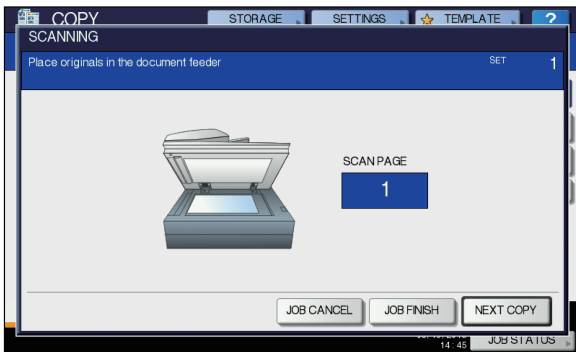 COPY STORAGE SETTINGS TEMPLATE ?
SCANNING
Place originals in the document feeder SET 1
SCAN PAGE
1
JOB CANCEL JOB FINISH NEXT COPY
14:45 JOB STATUS